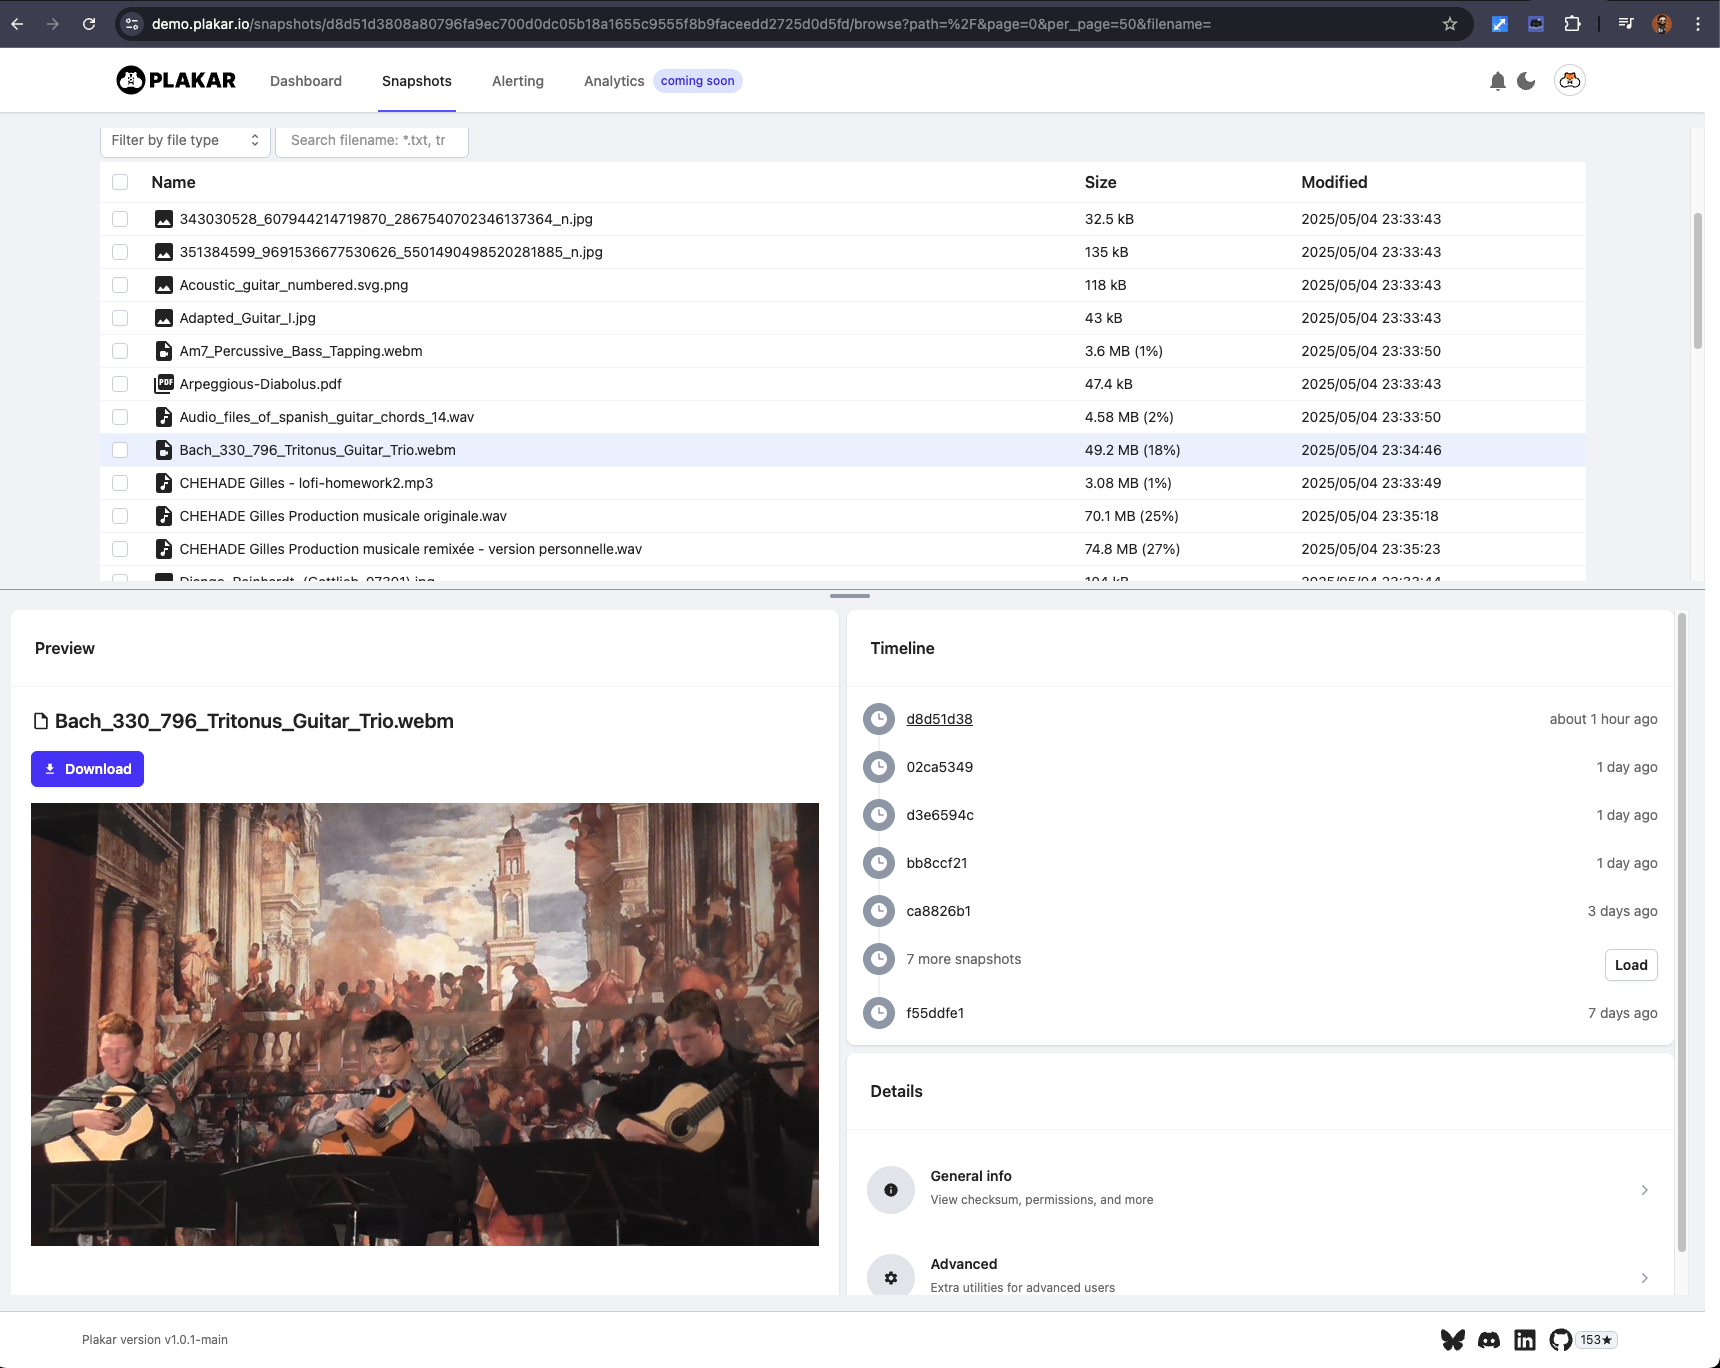 demo.plakar.io/snapshots/d8d51d3808a80796fa9ec700d0dc05b18a1655c9555f8b9faceedd2725d0d5fd/browse?path=%2F&page=0&per_page=50&filename=
PLAKAR Dashboard Snapshots Alerting Analytics coming soon
Filter by file type Search filename: *.txt, tr
Name Size Modified
343030528_607944214719870_2867540702346137364_n.jpg 32.5 kB 2025/05/04 23:33:43
351384599_9691536677530626_5501490498520281885_n.jpg 135 kB 2025/05/04 23:33:43
Acoustic_guitar_numbered.svg.png 118 kB 2025/05/04 23:33:43
Adapted_Guitar_I.jpg 43 kB 2025/05/04 23:33:43
Am7_Percussive_Bass_Tapping.webm 3.6 MB (1%) 2025/05/04 23:33:50
PDF Arpeggious-Diabolus.pdf 47.4 kB 2025/05/04 23:33:43
Audio_files_of_spanish_guitar_chords_14.wav 4.58 MB (2%) 2025/05/04 23:33:50
Bach_330_796_Tritonus_Guitar_Trio.webm 49.2 MB (18%) 2025/05/04 23:34:46
CHEHADE Gilles - lofi-homework2.mp3 3.08 MB (1%) 2025/05/04 23:33:49
CHEHADE Gilles Production musicale originale.wav 70.1 MB (25%) 2025/05/04 23:35:18
CHEHADE Gilles Production musicale remixée - version personnelle.wav 74.8 MB (27%) 2025/05/04 23:35:23
Preview
Bach_330_796_Tritonus_Guitar_Trio.webm
Download
Timeline
d8d51d38 about 1 hour ago
02ca5349 1 day ago
d3e6594c 1 day ago
bb8ccf21 1 day ago
ca8826b1 3 days ago
7 more snapshots Load
f55ddfe1 7 days ago
Details
General info
View checksum, permissions, and more
Advanced
Extra utilities for advanced users
Plakar version v1.0.1-main 153★